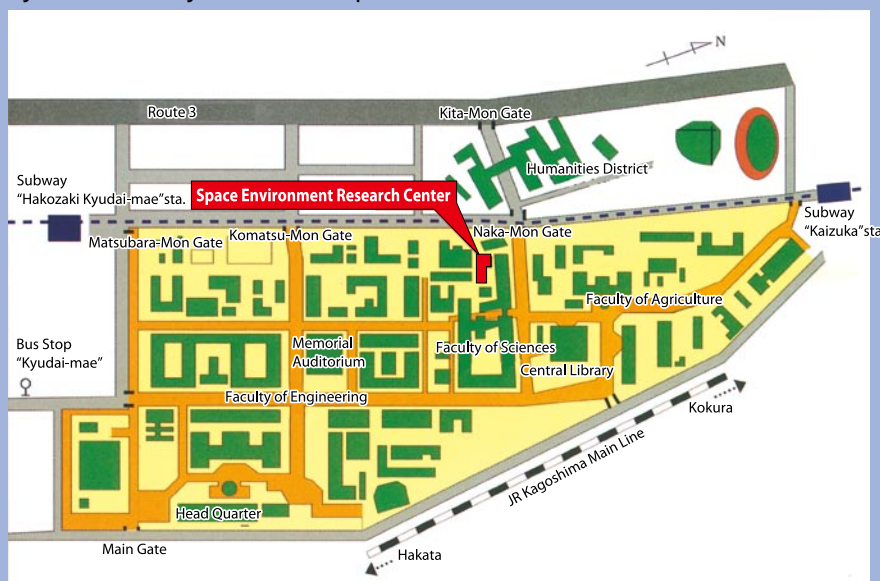 N
Route 3
Kita-Mon Gate
Humanities District
Subway
"Hakozaki Kyudai-mae"sta.
Space Environment Research Center
Subway
"Kaizuka"sta
Matsubara-Mon Gate
Komatsu-Mon Gate
Naka-Mon Gate
Faculty of Agriculture
Bus Stop
"Kyudai-mae"
Memorial
Auditorium
Faculty of Sciences
Central Library
Faculty of Engineering
Kokura
JR Kagoshima Main Line
Head Quarter
Main Gate
Hakata